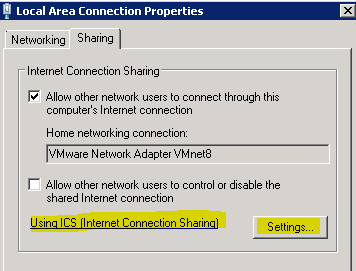 Local Area Connection Properties
Networking Sharing
Internet Connection Sharing
Allow other network users to connect through this
computer's Internet connection
Home networking connection:
VMware Network Adapter VMnet8
Allow other network users to control or disable the
shared Internet connection
Using ICS (Internet Connection Sharing)
Settings...